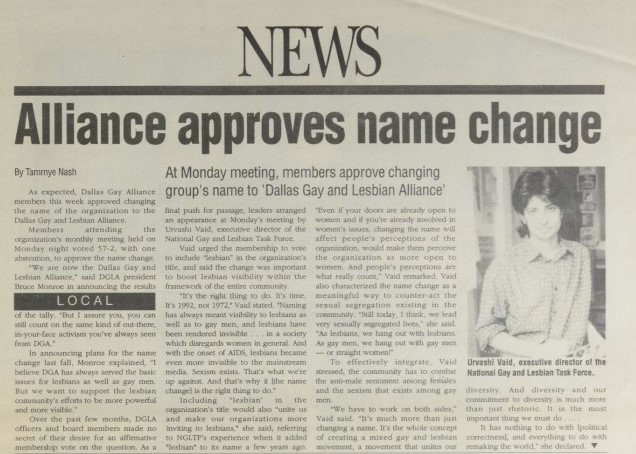 NEWS
Alliance approves name change
By Tammye Nash
At Monday meeting, members approve changing
group's name to 'Dallas Gay and Lesbian Alliance'
As expected, Dallas Gay Alliance
members this week approved changing
the name of the organization to the
Dallas Gay and Lesbian Alliance.
Members attending the
organization's monthly meeting held on
Monday night voted 57-2, with one
abstention, to approve the name change.
"We are now the Dallas Gay and
Lesbian Alliance," said DGLA president
Bruce Monroe in announcing the results
LOCAL
of the tally. "But I assure you, you can
still count on the same kind of out-there,
in-your-face activism you've always seen
from DGA."
In announcing plans for the name
change last fall, Monroe explained, "I
believe DGA has always served the basic
issues for lesbians as well as gay men.
But we want to support the lesbian
community's efforts to be more powerful
and more visible."
Over the past few months, DGLA
officers and board members made no
secret of their desire for an affirmative
membership vote on the question. As a
final push for passage, leaders arranged
an appearance at Monday's meeting by
Urvashi Vaid, executive director of the
National Gay and Lesbian Task Force.
Vaid urged the membership to vote
to include "lesbian" in the organization's
title, and said the change was important
to boost lesbian visibility within the
framework of the entire community.
"It's the right thing to do. It's time.
It's 1992, not 1972," Vaid stated. "Naming
has always meant visibility to lesbians as
well as to gay men, and lesbians have
been rendered invisible . . . in a society
which disregards women in general. And
with the onset of AIDS, lesbians became
even more invisible to the mainstream
media. Sexism exists. That's what we're
up against. And that's why it [the name
change] is the right thing to do."
Including "lesbian" in the
organization's title would also "unite us
and make our organizations more
inviting to lesbians," she said, referring
to NGLTF's experience when it added
"lesbian" to its name a few years ago.
"Even if your doors are already open to
women and if you're already involved in
women's issues, changing the name will
affect people's perceptions of the
organization, would make them perceive
the organization as more open to
women. And people's perceptions are
what really count," Vaid remarked. Vaid
also characterized the name change as a
meaningful way to counter-act the
sexual segregation existing in the
community. "Still today, I think, we lead
very sexually segregated lives," she said.
"As lesbians, we hang out with lesbians.
As gay men, we hang out with gay men
— or straight women!"
To effectively integrate, Vaid
stressed, the community has to combat
the anti-male sentiment among females
and the sexism that exists among gay
men.
"We have to work on both sides,"
Vaid said. "It's much more than just
changing a name. It's the whole concept
of creating a mixed gay and lesbian
movement, a movement that unites our
Urvashi Vaid, executive director of the
National Gay and Lesbian Task Force.
diversity. And diversity and our
commitment to diversity is much more
than just rhetoric. It is the most
important thing we must do . . . .
It has nothing to do with [political
correctness], and everything to do with
remaking the world," she declared. ▼